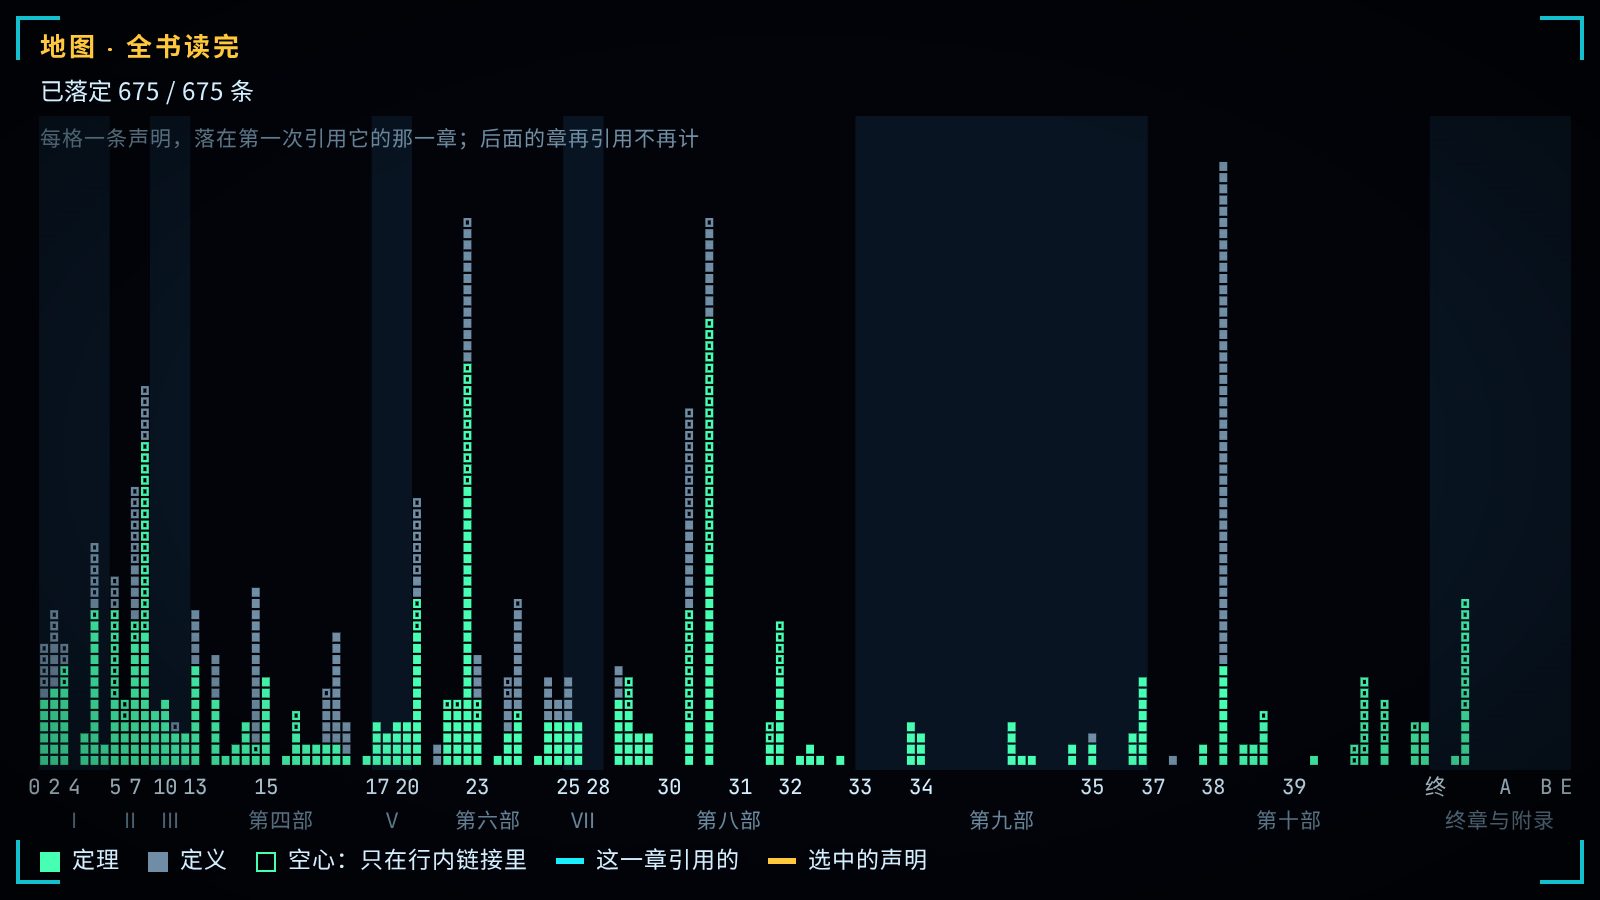 地图 · 全书读完
已落定 675 / 675 条
每格一条声明，落在第一次引用它的那一章；后面的章再引用不再计
0 2 4 5 7 10 13 15 17 20 23 25 28 30 31 32 33 34 35 37 38 39 终 A B E
I II III 第四部 V 第六部 VII 第八部 第九部 第十部 终章与附录
定理 定义 空心：只在行内链接里 这一章引用的 选中的声明